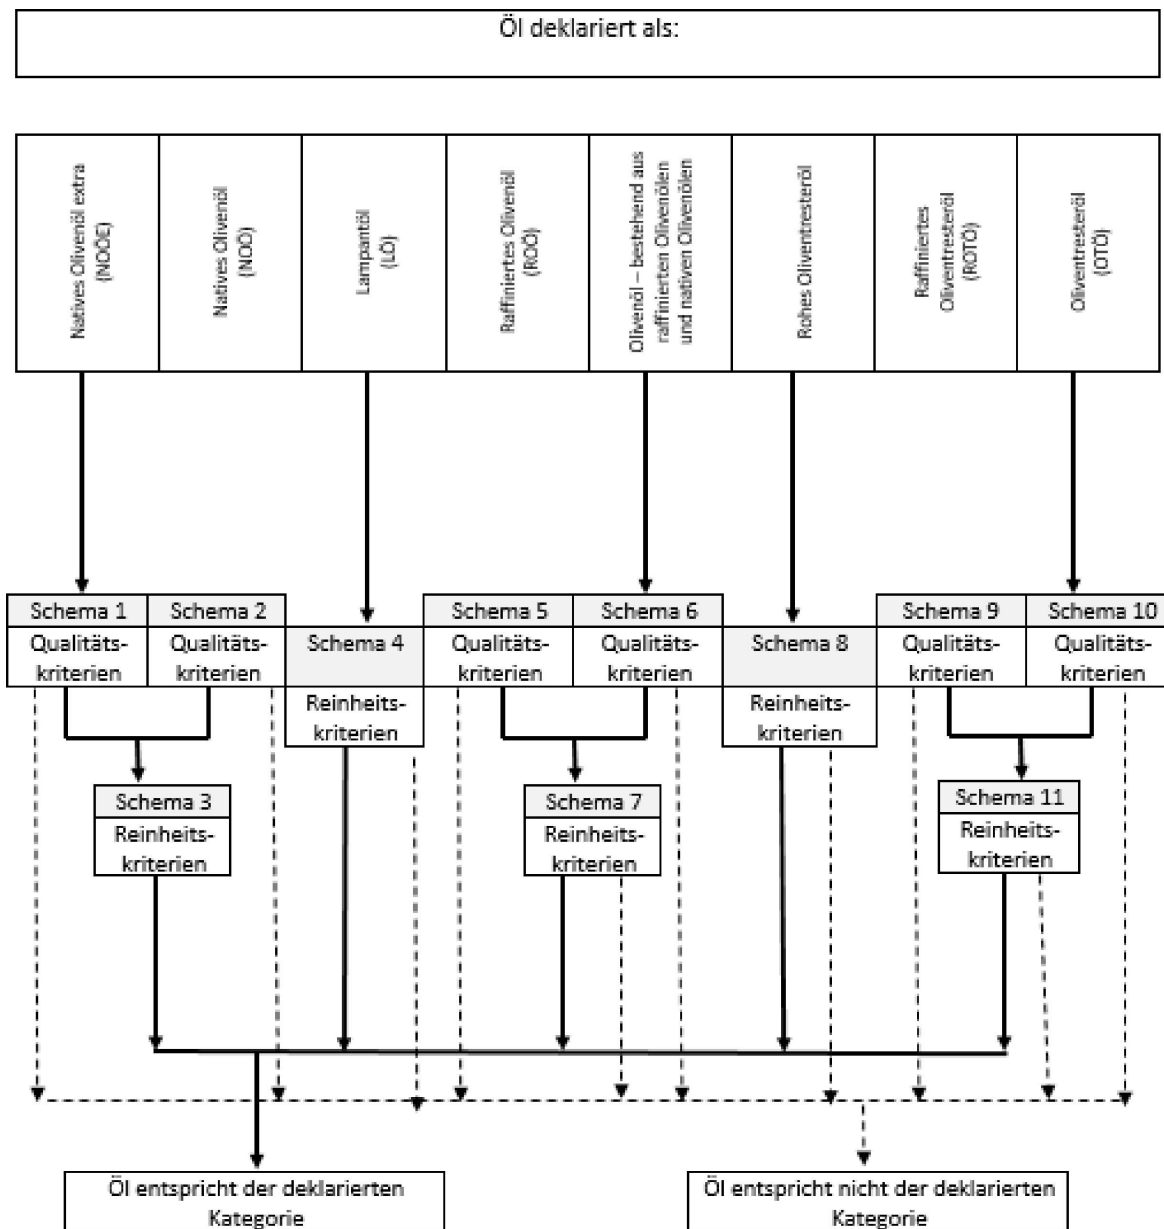 Öl deklariert als:
Natives Olivenöl extra
(NOÖE)
Natives Olivenöl
(NOÖ)
Lampantöl
(LÖ)
Raffiniertes Olivenöl
(ROÖ)
Olivenöl – bestehend aus
raffinierten Olivenölen
und nativen Olivenölen
Rohes Oliventresteröl
Raffiniertes
Oliventresteröl
(ROTÖ)
Oliventresteröl
(OTÖ)
Schema 1
Qualitäts-
kriterien
Schema 2
Qualitäts-
kriterien
Schema 4
Reinheits-
kriterien
Schema 5
Qualitäts-
kriterien
Schema 6
Qualitäts-
kriterien
Schema 8
Reinheits-
kriterien
Schema 9
Qualitäts-
kriterien
Schema 10
Qualitäts-
kriterien
Schema 3
Reinheits-
kriterien
Schema 7
Reinheits-
kriterien
Schema 11
Reinheits-
kriterien
Öl entspricht der deklarierten
Kategorie
Öl entspricht nicht der deklarierten
Kategorie